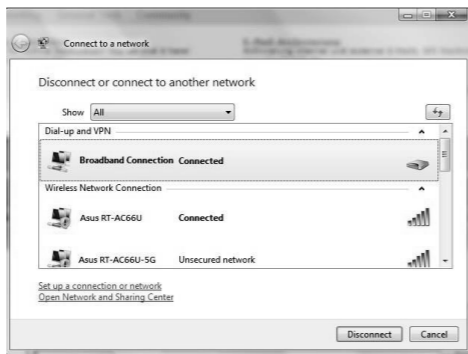 Connect to a network
Disconnect or connect to another network
Show All
Dial-up and VPN
Broadband Connection Connected
Wireless Network Connection
Asus RT-AC66U Connected
Asus RT-AC66U-5G Unsecured network
Set up a connection or network
Open Network and Sharing Center
Disconnect Cancel